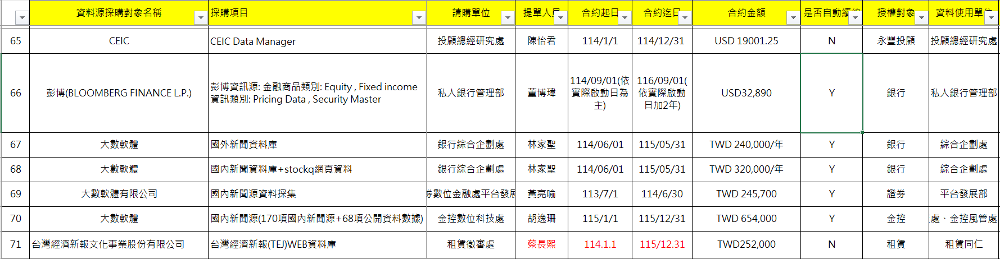 資料源採購對象名稱 採購項目 請購單位 提單人員 合約起日 合約迄日 合約金額 是否自動續約 授權對象 資料使用單位
65 CEIC CEIC Data Manager 投顧總經研究處 陳怡君 114/1/1 114/12/31 USD 19001.25 N 永豐投顧 投顧總經研究處
66 彭博(BLOOMBERG FINANCE L.P.) 彭博資訊源: 金融商品類別: Equity , Fixed income
資訊類別: Pricing Data , Security Master 私人銀行管理部 董博瑋 114/09/01(依
實際啟動日為
主) 116/09/01(
依實際啟動
日加2年) USD32,890 Y 銀行 私人銀行管理部
67 大數軟體 國外新聞資料庫 銀行綜合企劃處 林家聖 114/06/01 115/05/31 TWD 240,000/年 Y 銀行 綜合企劃處
68 大數軟體 國內新聞資料庫+stockq網頁資料 銀行綜合企劃處 林家聖 114/06/01 115/05/31 TWD 320,000/年 Y 銀行 綜合企劃處
69 大數軟體有限公司 國內新聞源資料採集 券數位金融處平台發展 黃亮喻 113/7/1 114/6/30 TWD 245,700 Y 證券 平台發展部
70 大數軟體 國內新聞源(170項國內新聞源+68項公開資料數據) 金控數位科技處 胡逸珊 115/1/1 115/12/31 TWD 654,000 Y 金控 處、金控風管處
71 台灣經濟新報文化事業股份有限公司 台灣經濟新報(TEJ)WEB資料庫 租賃徵審處 蔡長熙 114.1.1 115/12.31 TWD252,000 N 租賃 租賃同仁